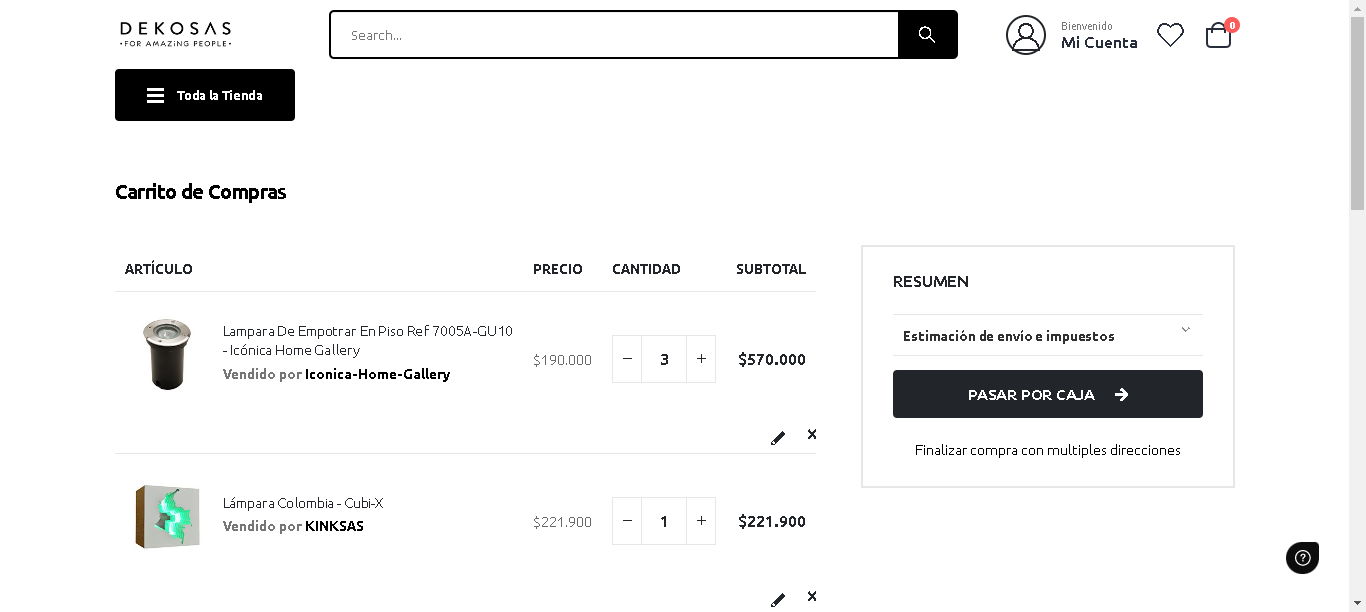 DEKOSAS
•FOR AMAZING PEOPLE•
Search...
Bienvenido
Mi Cuenta
0
Toda la Tienda
Carrito de Compras
ARTÍCULO PRECIO CANTIDAD SUBTOTAL
Lampara De Empotrar En Piso Ref 7005A-GU10
- Icónica Home Gallery
Vendido por Iconica-Home-Gallery
$190.000 − 3 + $570.000
Lámpara Colombia - Cubi-X
Vendido por KINKSAS
$221.900 − 1 + $221.900
RESUMEN
Estimación de envío e impuestos
PASAR POR CAJA
Finalizar compra con multiples direcciones